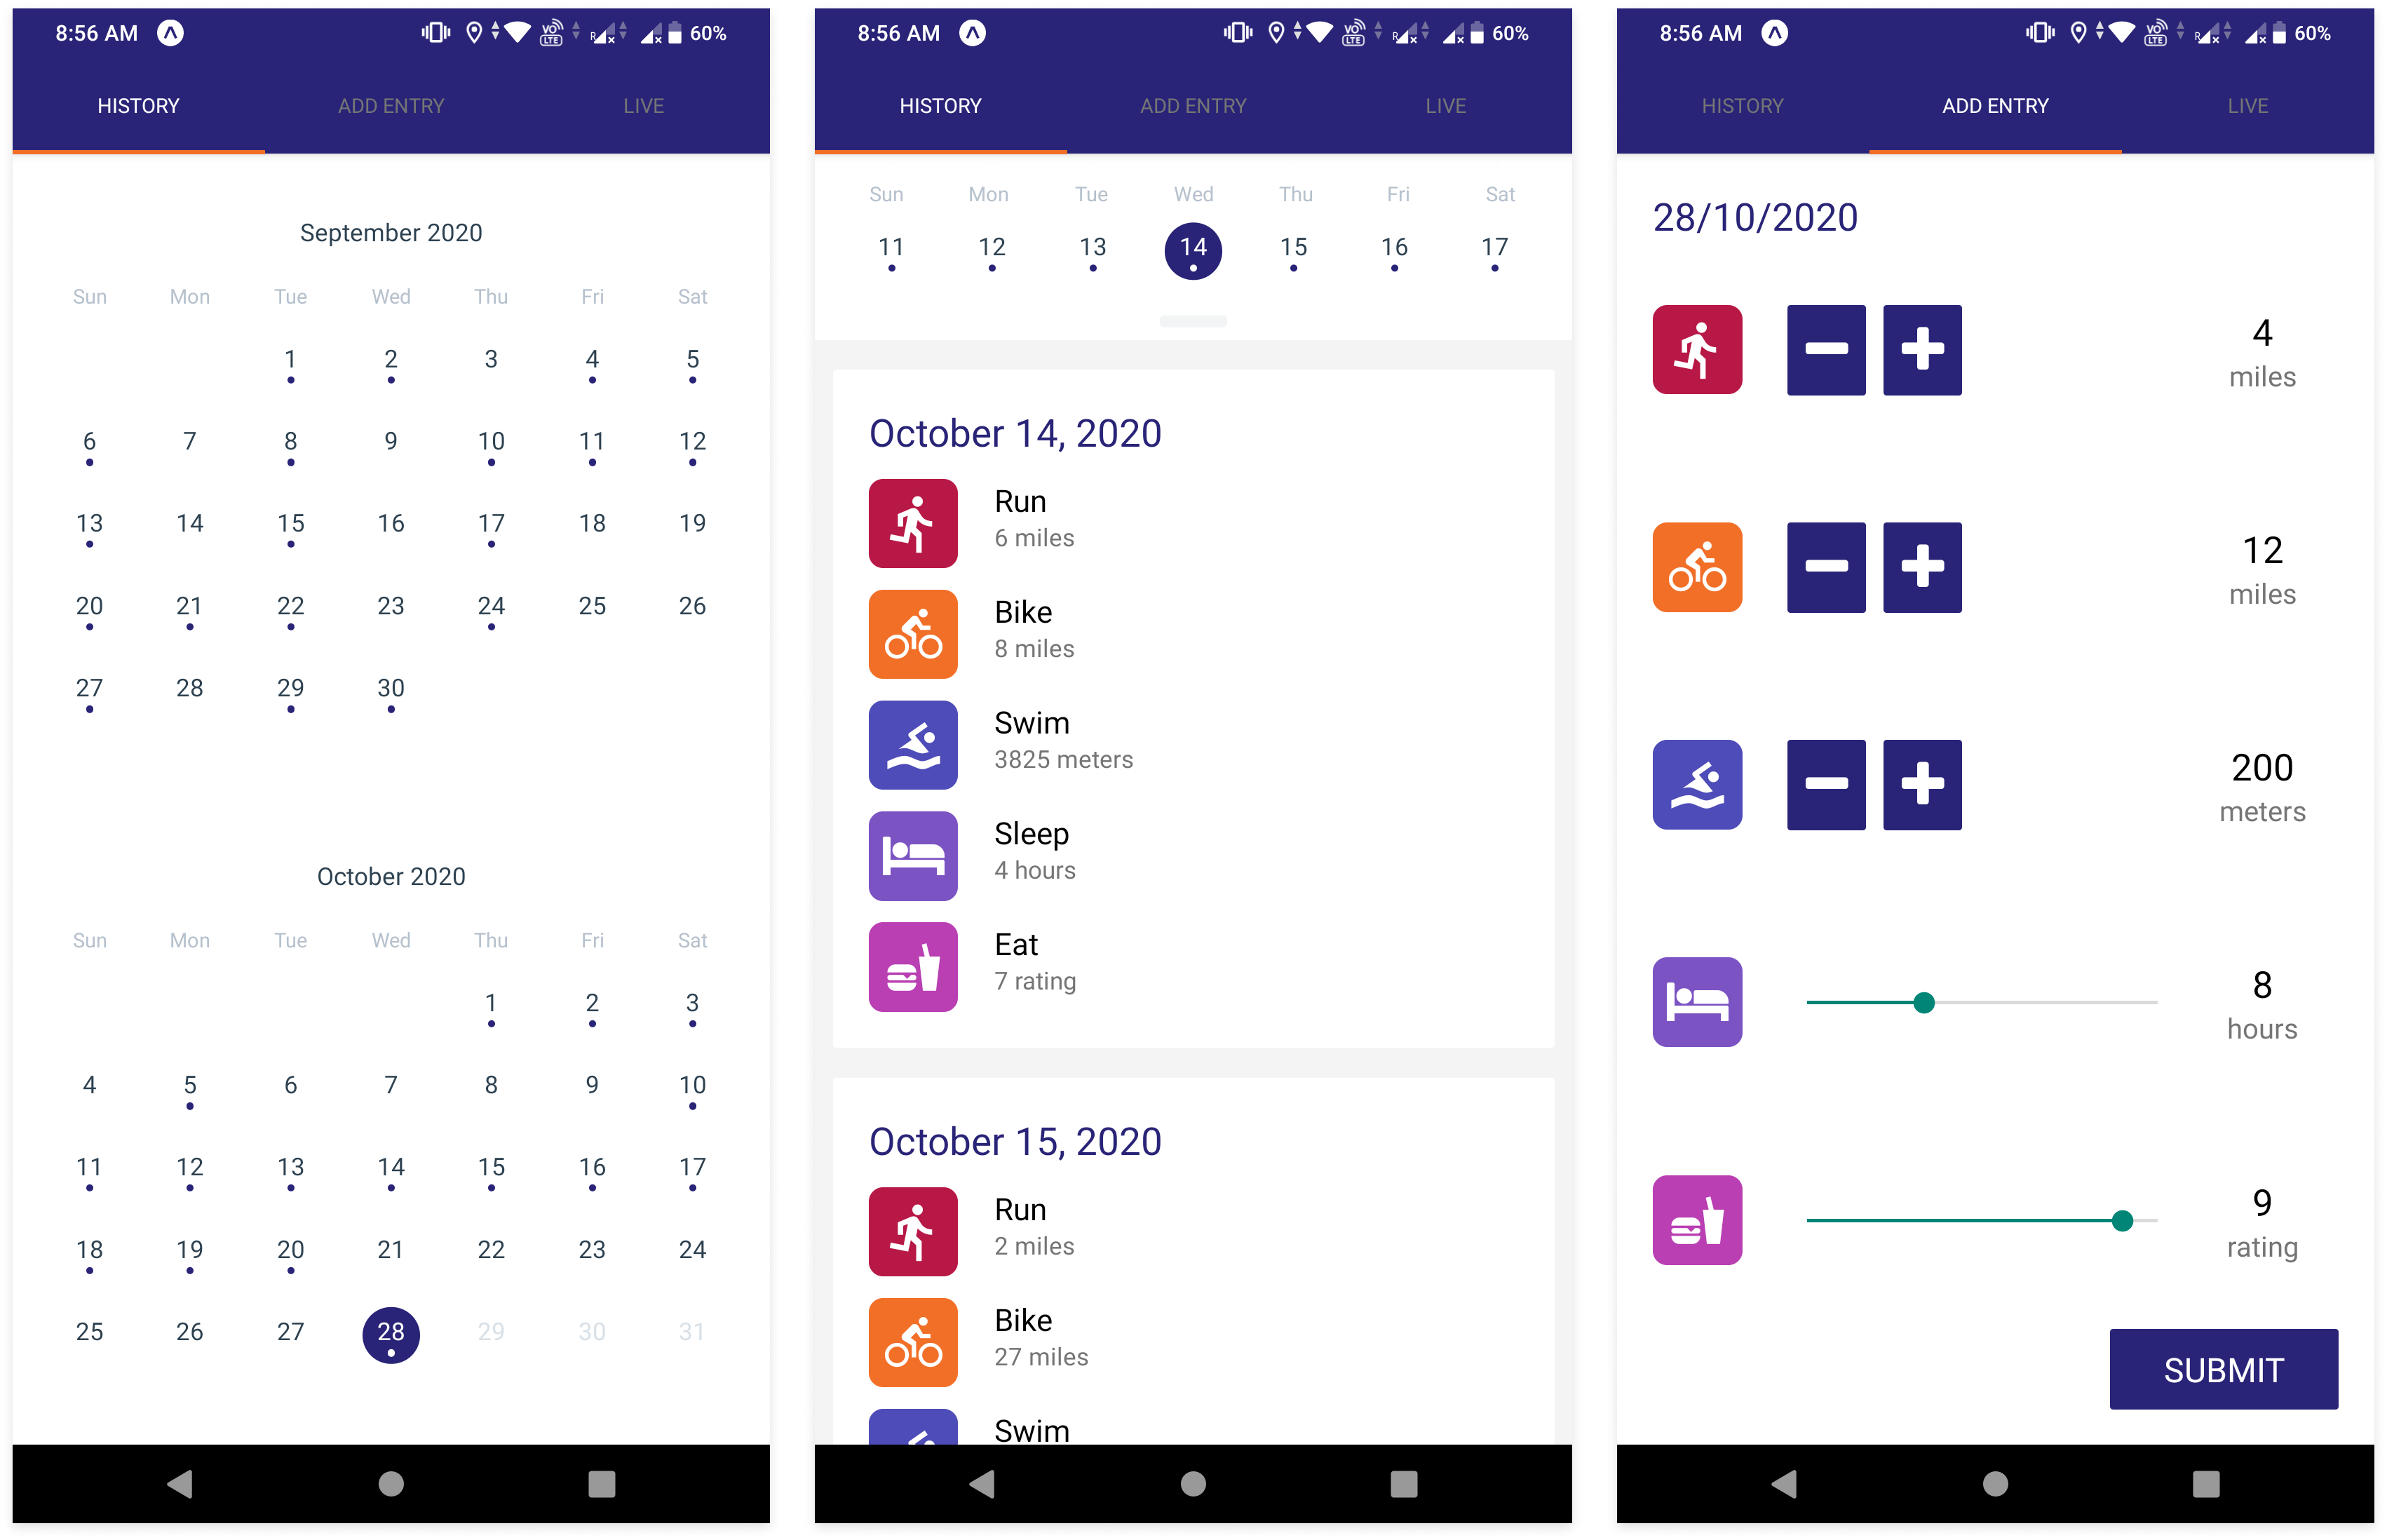 8:56 AM VO LTE R 60%
HISTORY ADD ENTRY LIVE
September 2020
Sun Mon Tue Wed Thu Fri Sat
1 2 3 4 5
6 7 8 9 10 11 12
13 14 15 16 17 18 19
20 21 22 23 24 25 26
27 28 29 30
October 2020
Sun Mon Tue Wed Thu Fri Sat
1 2 3
4 5 6 7 8 9 10
11 12 13 14 15 16 17
18 19 20 21 22 23 24
25 26 27 28 29 30 31
8:56 AM VO LTE R 60%
HISTORY ADD ENTRY LIVE
Sun Mon Tue Wed Thu Fri Sat
11 12 13 14 15 16 17
October 14, 2020
Run
6 miles
Bike
8 miles
Swim
3825 meters
Sleep
4 hours
Eat
7 rating
October 15, 2020
Run
2 miles
Bike
27 miles
Swim
8:56 AM VO LTE R 60%
HISTORY ADD ENTRY LIVE
28/10/2020
4
miles
12
miles
200
meters
8
hours
9
rating
SUBMIT